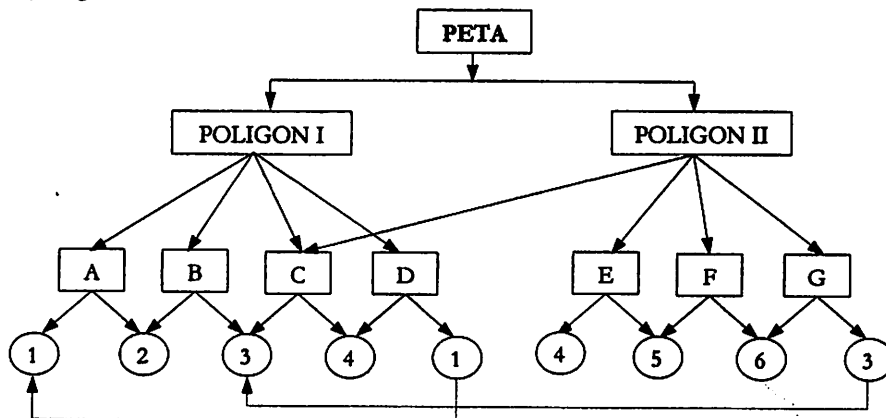 PETA
POLIGON I POLIGON II
A B C D E F G
1 2 3 4 1 4 5 6 3